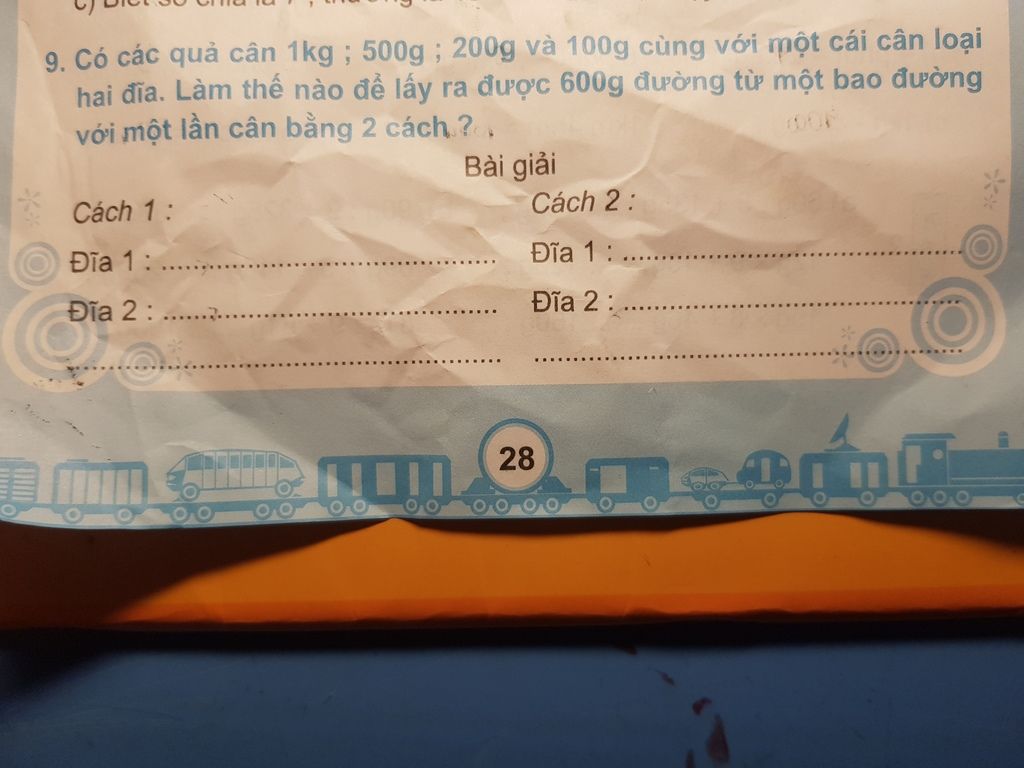 9. Có các quả cân 1kg ; 500g ; 200g và 100g cùng với một cái cân loại
hai đĩa. Làm thế nào để lấy ra được 600g đường từ một bao đường
với một lần cân bằng 2 cách ?
Bài giải
Cách 1 :
Cách 2 :
Đĩa 1 : ..........................................
Đĩa 1 : ..........................................
Đĩa 2 : ..........................................
Đĩa 2 : ..........................................
28